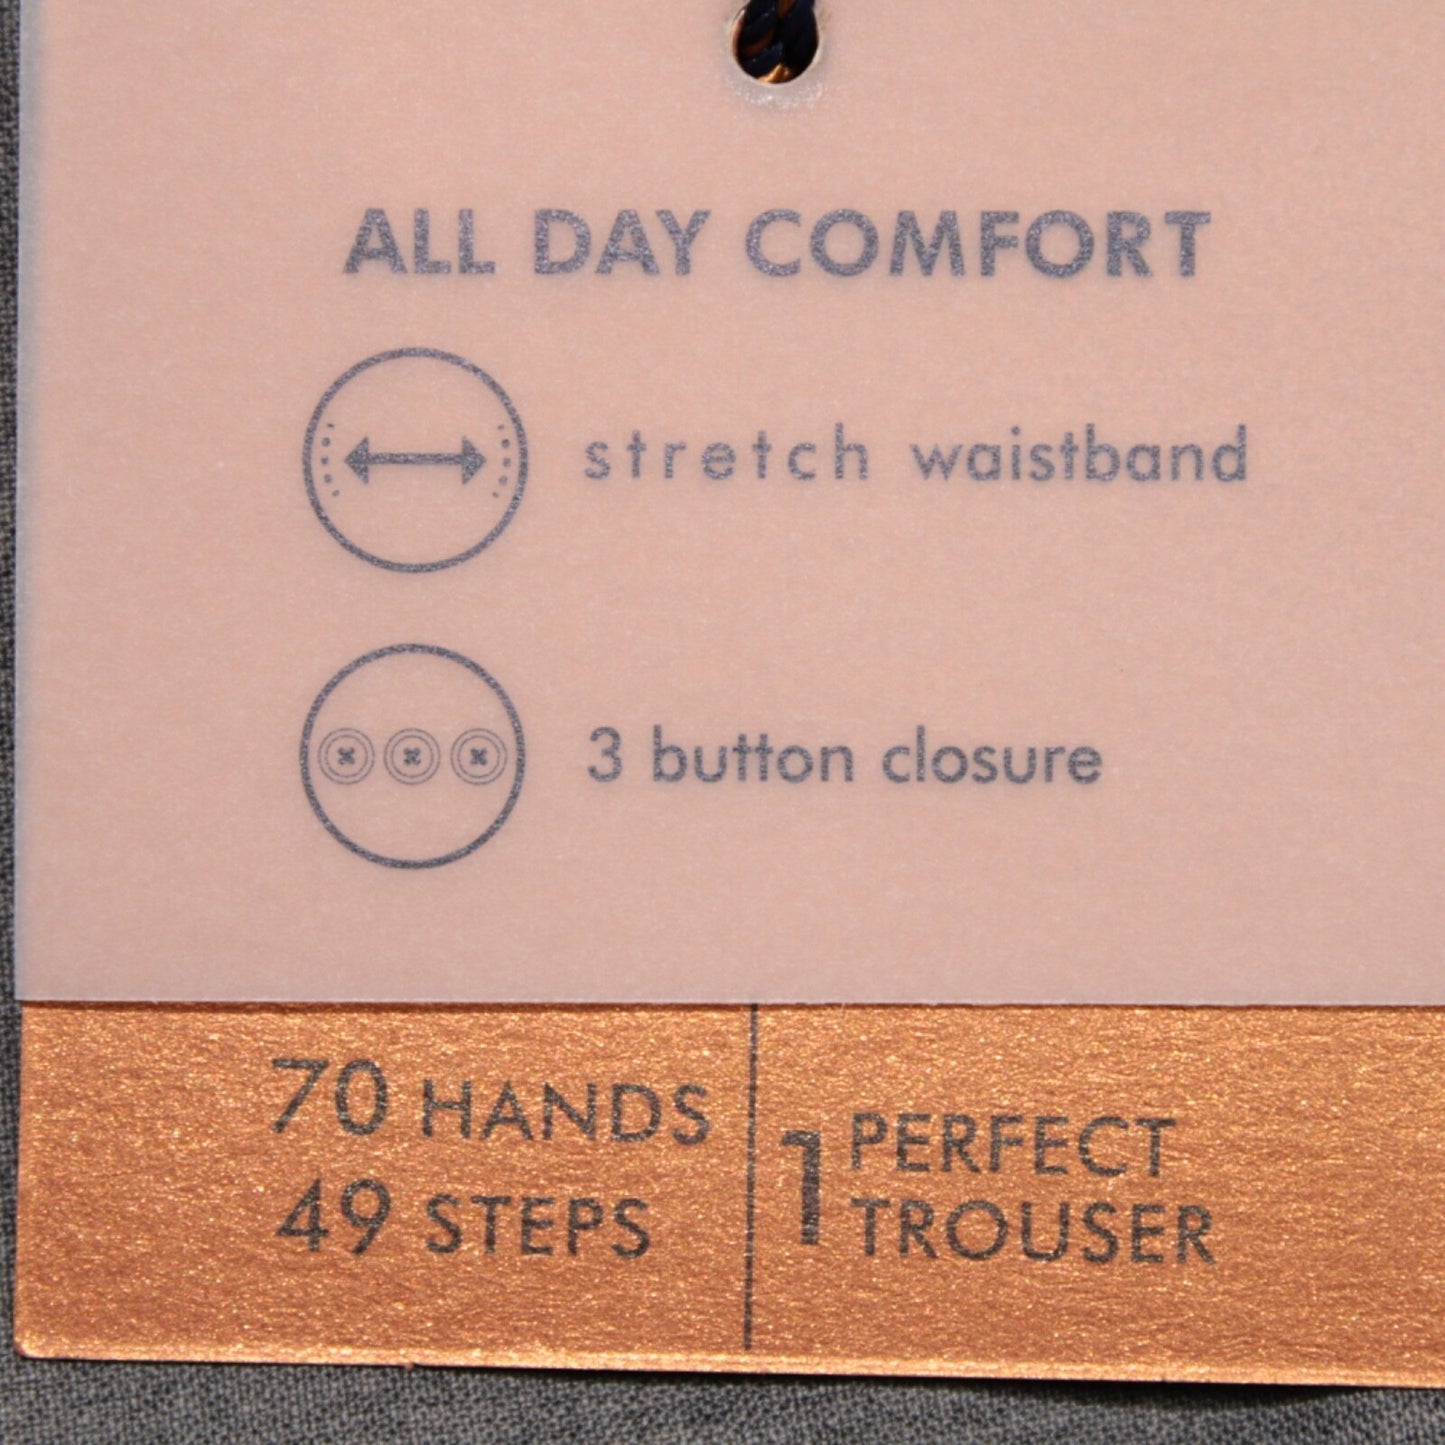 ALL DAY COMFORT
stretch waistband
3 button closure
70 HANDS
49 STEPS
1 PERFECT
TROUSER